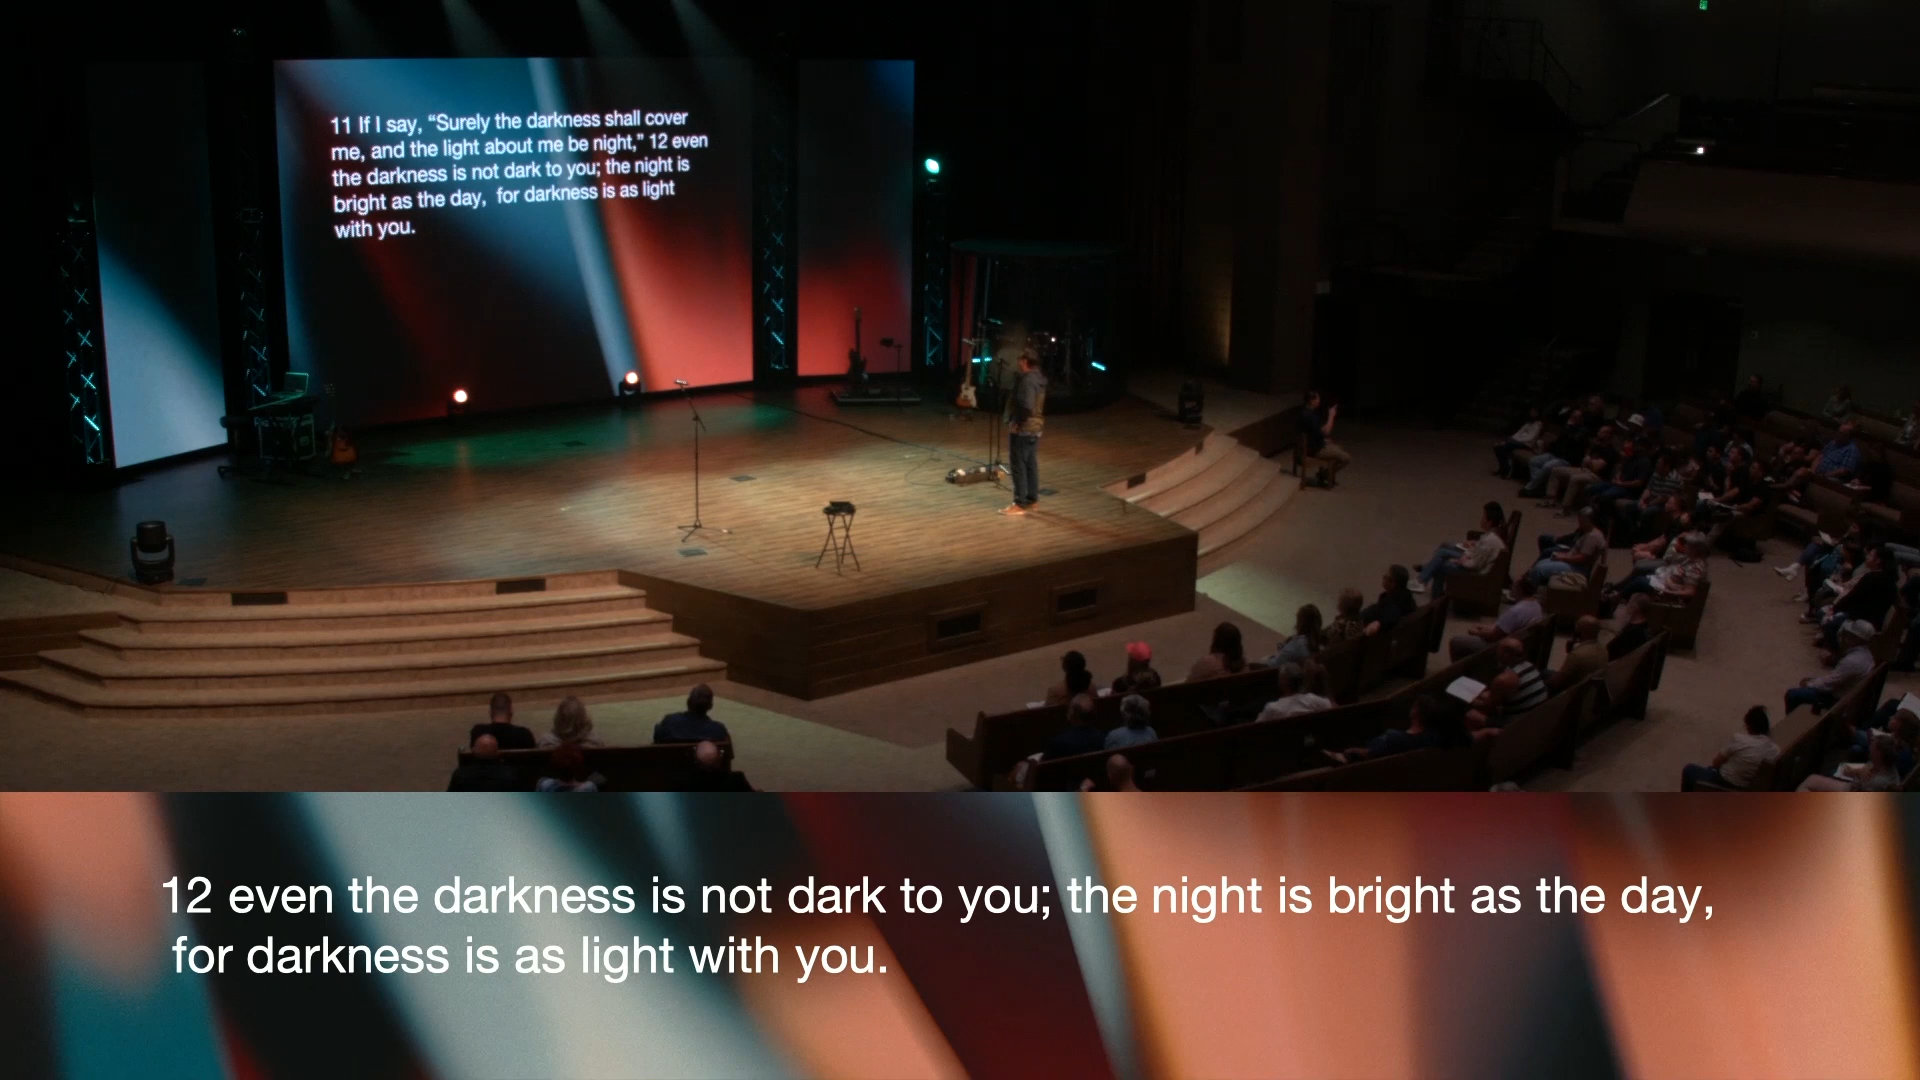 11 If I say, “Surely the darkness shall cover
me, and the light about me be night,” 12 even
the darkness is not dark to you; the night is
bright as the day, for darkness is as light
with you.
12 even the darkness is not dark to you; the night is bright as the day,
for darkness is as light with you.